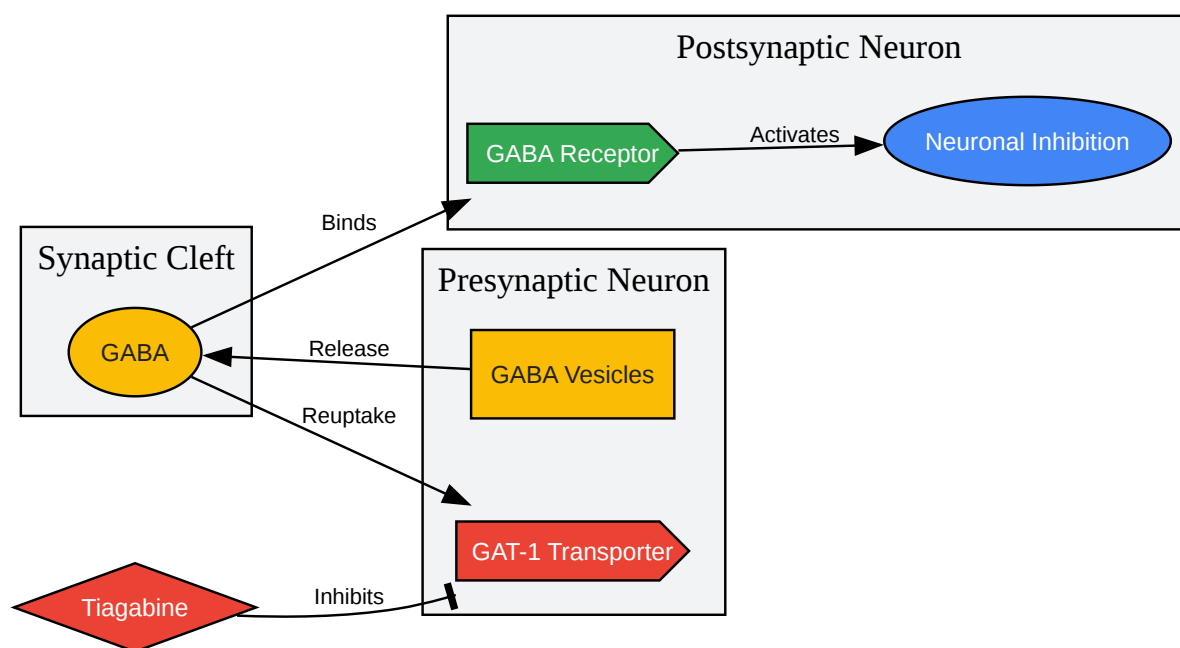 Postsynaptic Neuron
GABA Receptor
Activates
Neuronal Inhibition
Binds
Synaptic Cleft
GABA
Presynaptic Neuron
Release
GABA Vesicles
Reuptake
GAT-1 Transporter
Tiagabine
Inhibits